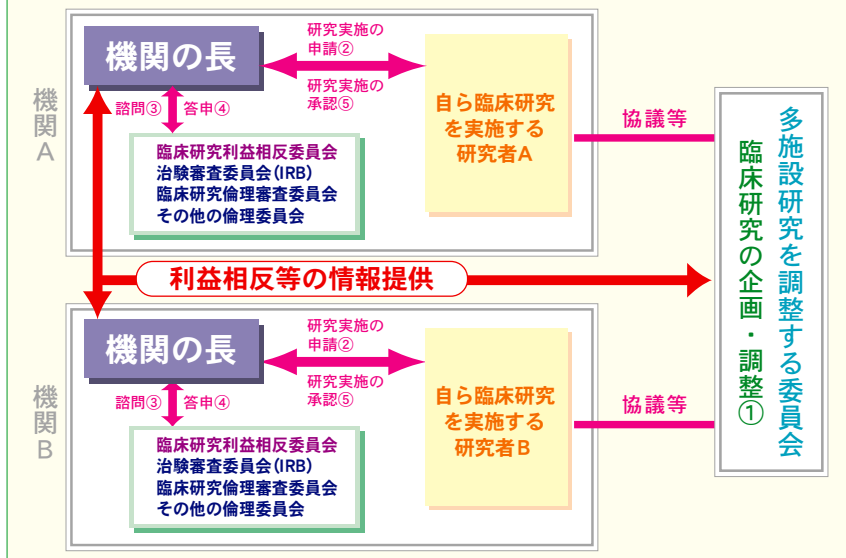 機関A
機関の長
研究実施の
申請②
研究実施の
承認⑤
諮問③
答申④
臨床研究利益相反委員会
治験審査委員会(IRB)
臨床研究倫理審査委員会
その他の倫理委員会
自ら臨床研究
を実施する
研究者A
協議等
多施設研究を調整する委員会
臨床研究の企画・調整①
利益相反等の情報提供
機関B
機関の長
研究実施の
申請②
研究実施の
承認⑤
諮問③
答申④
臨床研究利益相反委員会
治験審査委員会(IRB)
臨床研究倫理審査委員会
その他の倫理委員会
自ら臨床研究
を実施する
研究者B
協議等